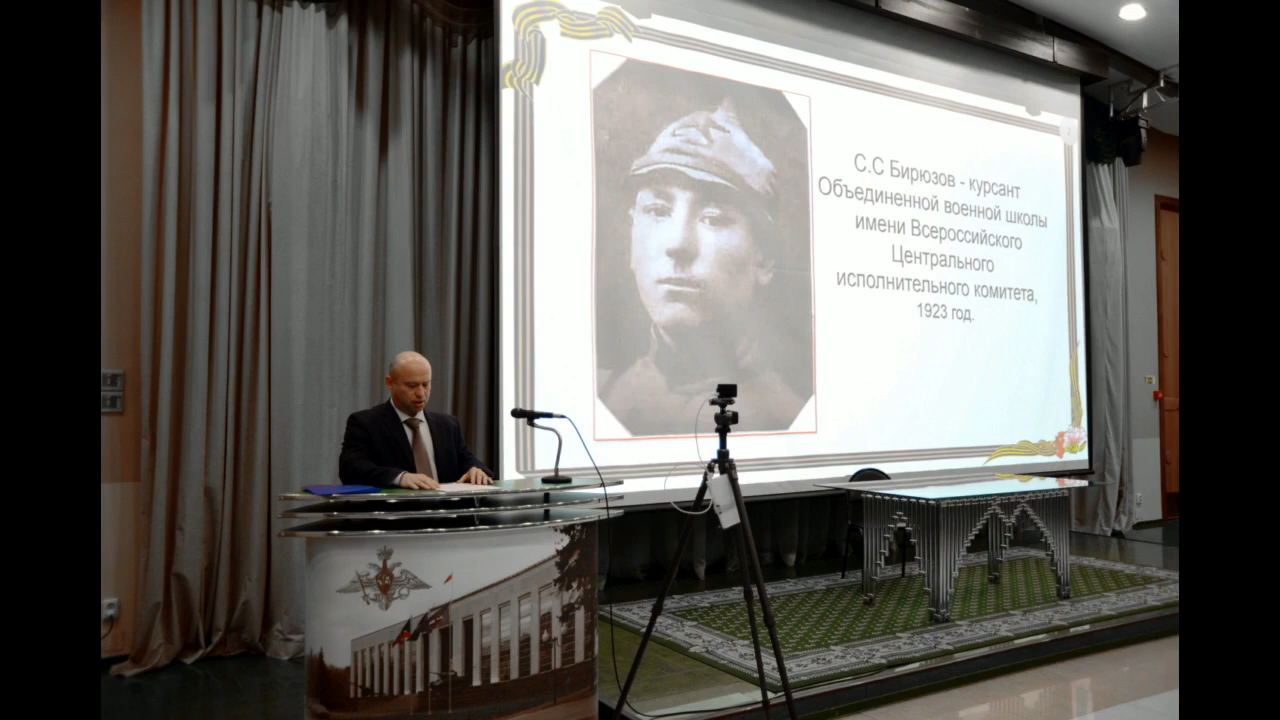 С.С Бирюзов - курсант
Объединенной военной школы
имени Всероссийского
Центрального
исполнительного комитета,
1923 год.